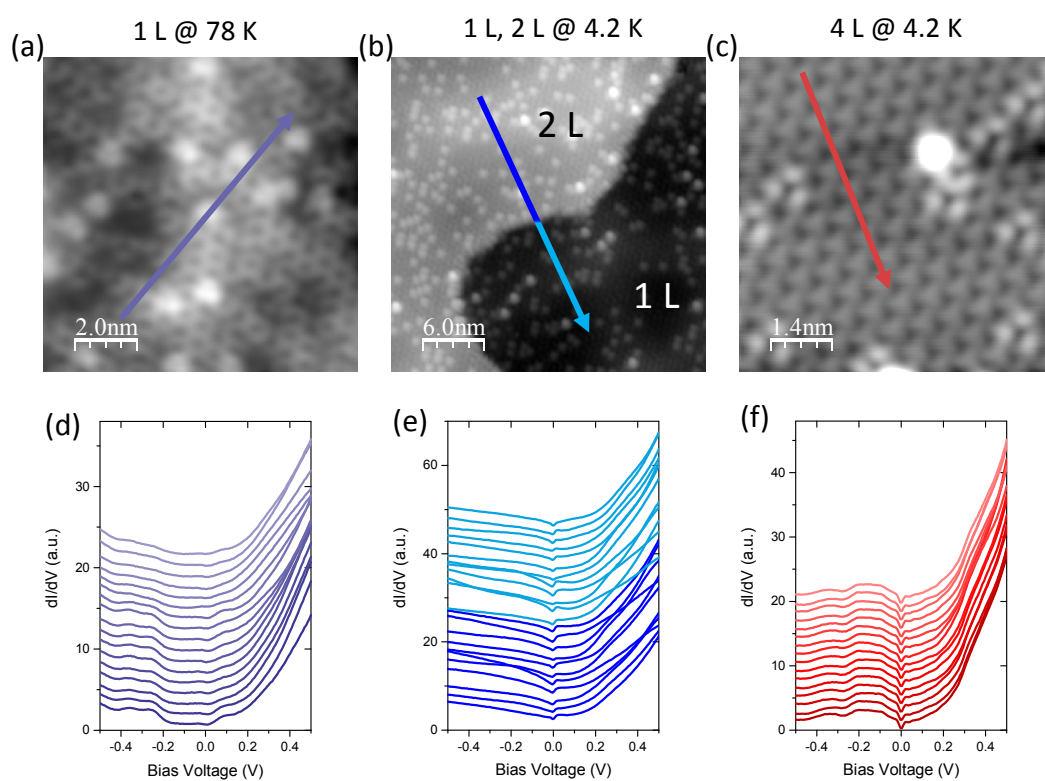 (a) 1 L @ 78 K
(b) 1 L, 2 L @ 4.2 K
(c) 4 L @ 4.2 K
2.0nm
2 L
1 L
6.0nm
1.4nm
(d)
dI/dV (a.u.)
30
20
10
0
-0.4 -0.2 0.0 0.2 0.4
Bias Voltage (V)
(e)
dI/dV (a.u.)
60
40
20
0
-0.4 -0.2 0.0 0.2 0.4
Bias Voltage (V)
(f)
dI/dV (a.u.)
40
30
20
10
0
-0.4 -0.2 0.0 0.2 0.4
Bias Voltage (V)